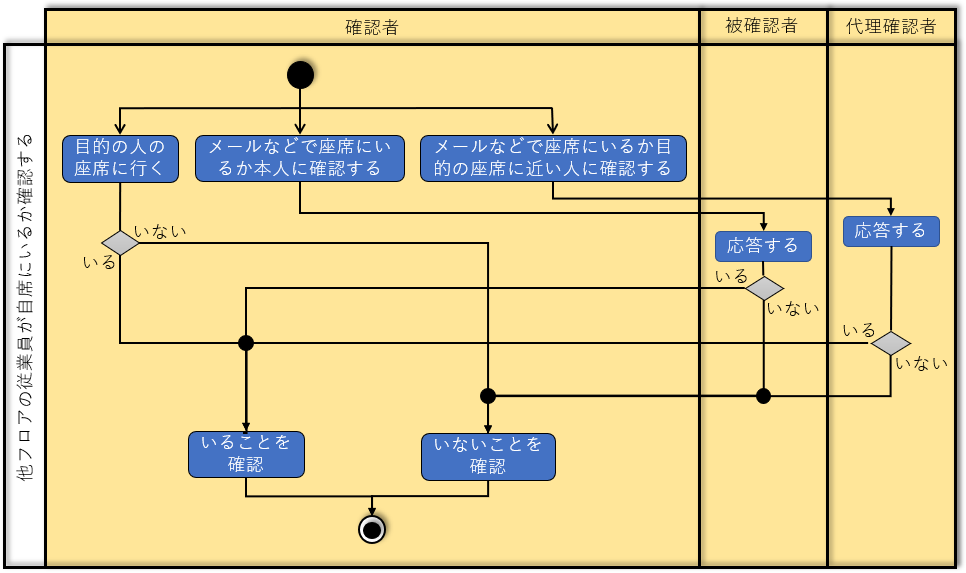 確認者
被確認者
代理確認者
他フロアの従業員が自席にいるか確認する
目的の人の
座席に行く
メールなどで座席にい
るか本人に確認する
メールなどで座席にいるか目
的の座席に近い人に確認する
応答する
応答する
いない
いる
いる
いない
いる
いない
いることを
確認
いないことを
確認